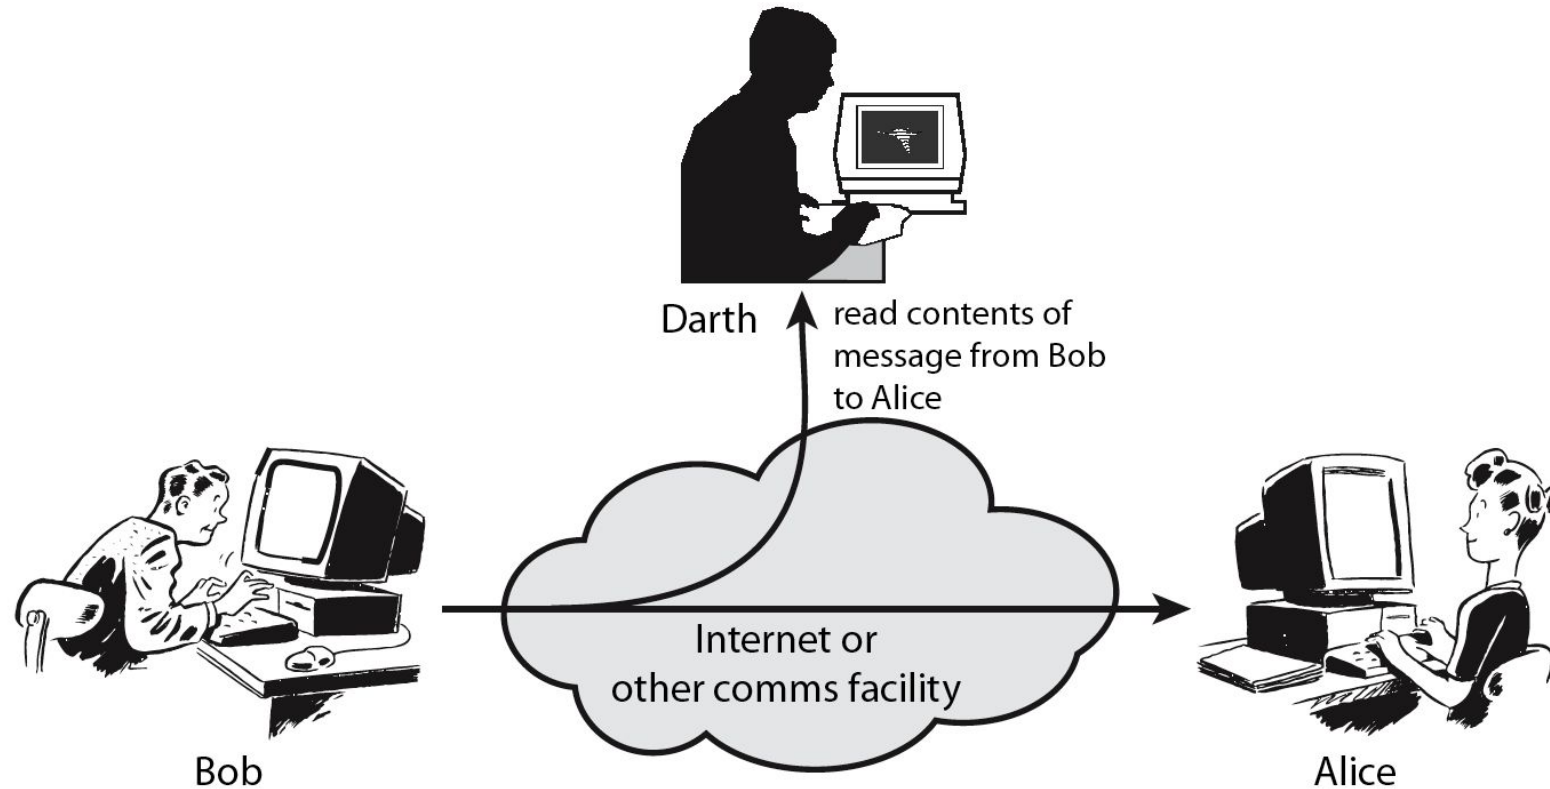 Darth
read contents of
message from Bob
to Alice
Internet or
other comms facility
Bob
Alice